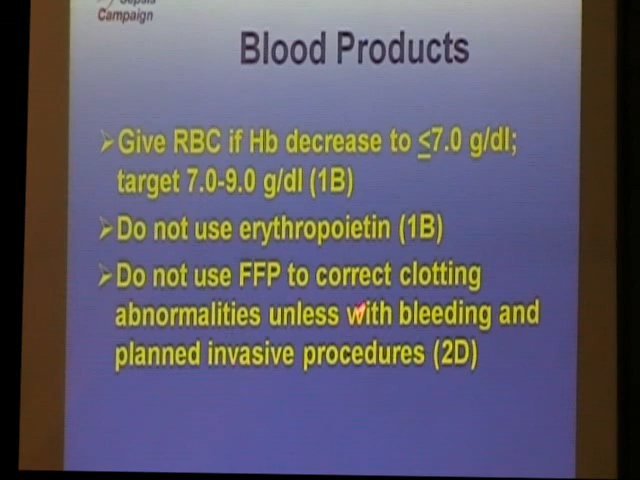 Sepsis
Campaign
Blood Products
➢Give RBC if Hb decrease to ≤7.0 g/dl;
target 7.0-9.0 g/dl (1B)
➢Do not use erythropoietin (1B)
➢Do not use FFP to correct clotting
abnormalities unless with bleeding and
planned invasive procedures (2D)